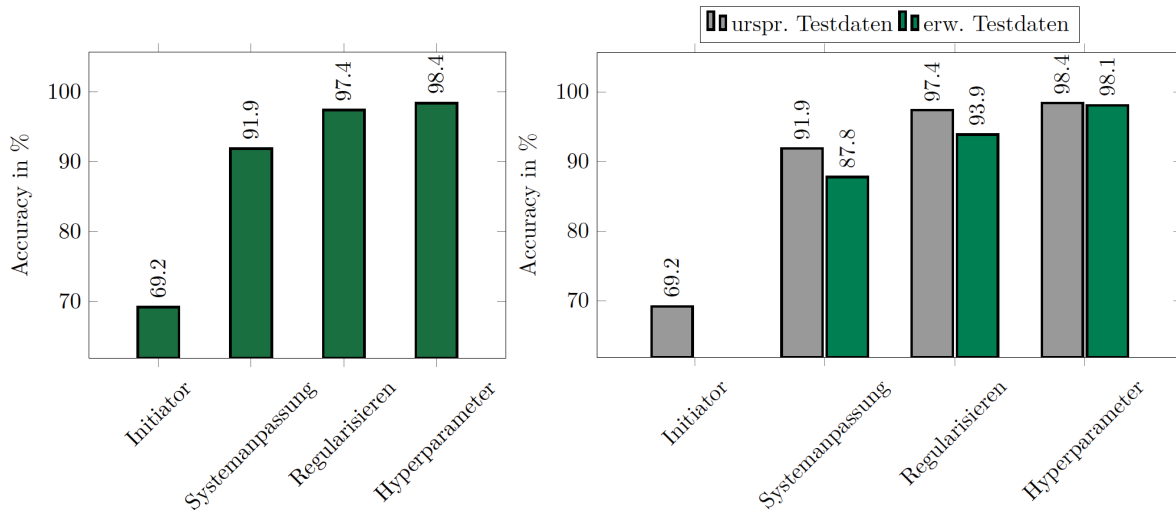 Accuracy in %
100
90
80
70
69.2
91.9
97.4
98.4
Initiator
Systemanpassung
Regularisieren
Hyperparameter
urspr. Testdaten
erw. Testdaten
Accuracy in %
100
90
80
70
69.2
91.9
87.8
97.4
93.9
98.4
98.1
Initiator
Systemanpassung
Regularisieren
Hyperparameter